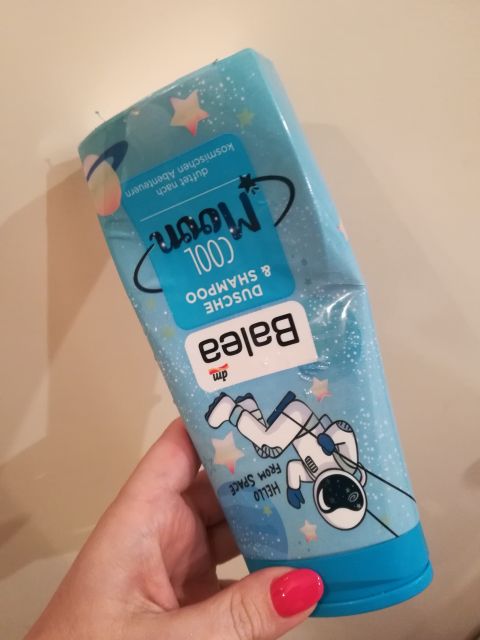 HELLO
FROM SPACE
dm
Balea
DUSCHE
& SHAMPOO
COOL
Moon
duftet nach
kosmischen Abenteuern